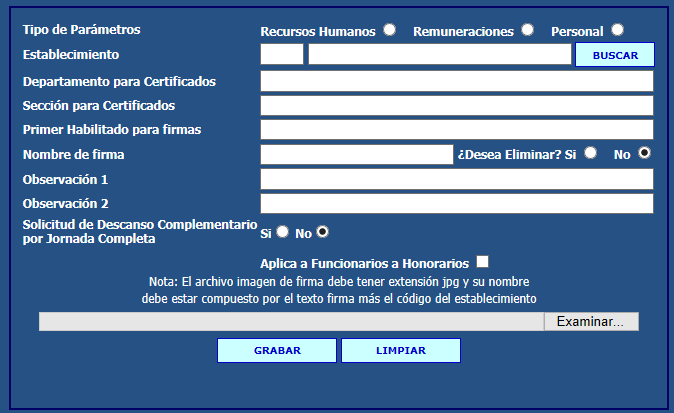 Tipo de Parámetros Recursos Humanos Remuneraciones Personal
Establecimiento BUSCAR
Departamento para Certificados
Sección para Certificados
Primer Habilitado para firmas
Nombre de firma ¿Desea Eliminar? Si No
Observación 1
Observación 2
Solicitud de Descanso Complementario
por Jornada Completa Si No
Aplica a Funcionarios a Honorarios
Nota: El archivo imagen de firma debe tener extensión jpg y su nombre
debe estar compuesto por el texto firma más el código del establecimiento
Examinar...
GRABAR LIMPIAR